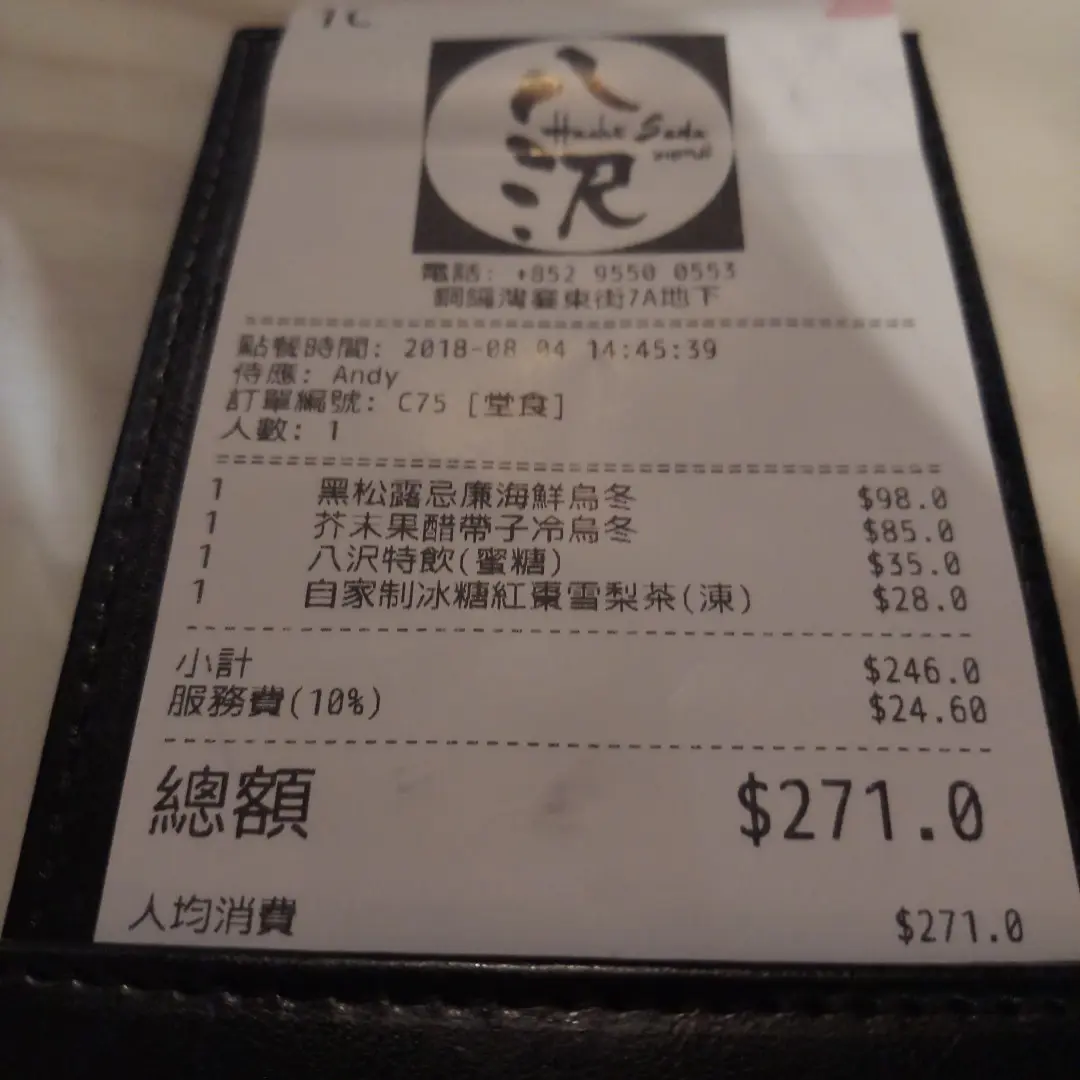 八沢
Hachi Sada
電話: +852 9550 0553
銅鑼灣耀東街7A地下
點餐時間: 2018-08 04 14:45:39
侍應: Andy
訂單編號: C75 [堂食]
人數: 1
1 黑松露忌廉海鮮烏冬 $98.0
1 芥末果醋帶子冷烏冬 $85.0
1 八沢特飲(蜜糖) $35.0
1 自家制冰糖紅棗雪梨茶(凍) $28.0
小計 $246.0
服務費(10%) $24.60
總額 $271.0
人均消費 $271.0